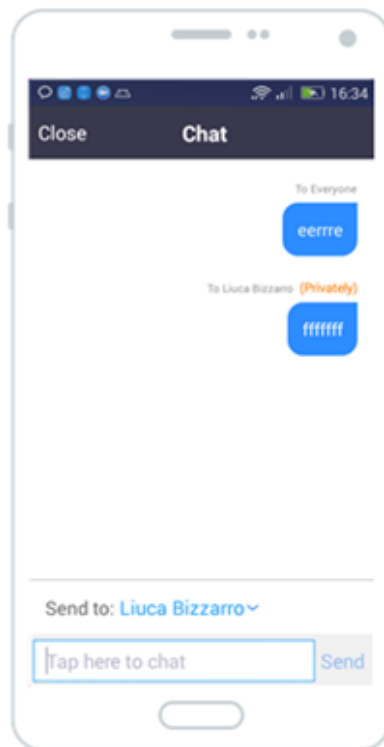 16:34
Close Chat
To Everyone
eerrre
To Liuca Bizzarro (Privately)
fffffff
Send to: Liuca Bizzarro
Tap here to chat Send